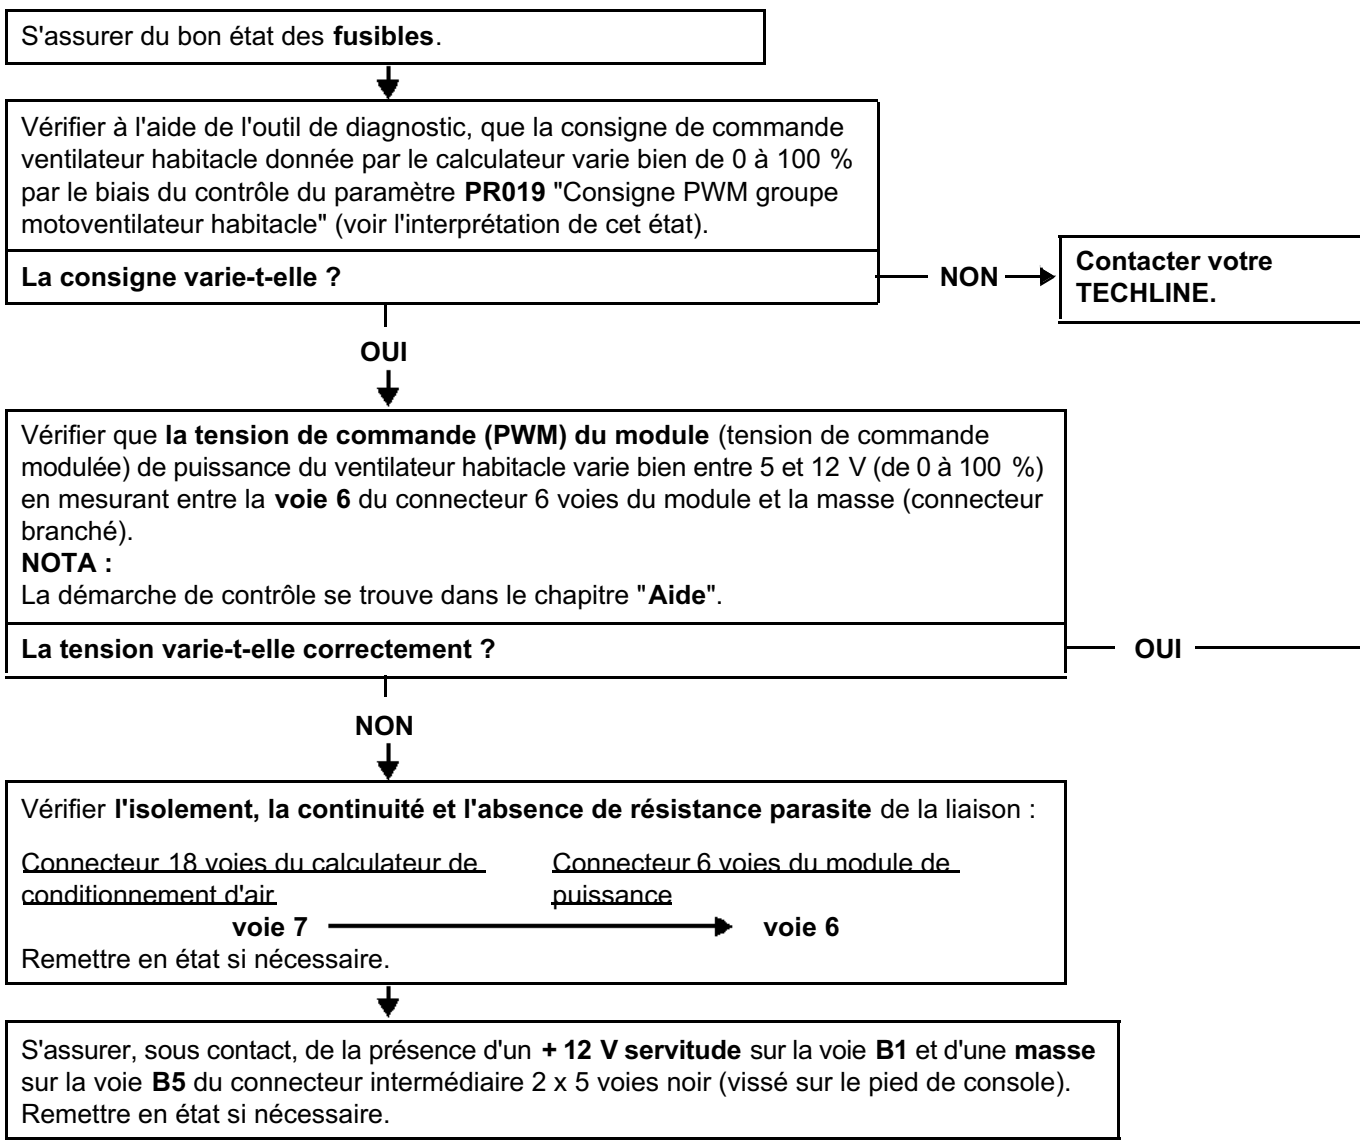 S'assurer du bon état des fusibles.
Vérifier à l'aide de l'outil de diagnostic, que la consigne de commande
ventilateur habitacle donnée par le calculateur varie bien de 0 à 100 %
par le biais du contrôle du paramètre PR019 "Consigne PWM groupe
motoventilateur habitacle" (voir l'interprétation de cet état).
La consigne varie-t-elle ?
NON
Contacter votre
TECHLINE.
OUI
Vérifier que la tension de commande (PWM) du module (tension de commande
modulée) de puissance du ventilateur habitacle varie bien entre 5 et 12 V (de 0 à 100 %)
en mesurant entre la voie 6 du connecteur 6 voies du module et la masse (connecteur
branché).
NOTA :
La démarche de contrôle se trouve dans le chapitre "Aide".
La tension varie-t-elle correctement ?
OUI
NON
Vérifier l'isolement, la continuité et l'absence de résistance parasite de la liaison :
Connecteur 18 voies du calculateur de
conditionnement d'air
Connecteur 6 voies du module de
puissance
voie 7
voie 6
Remettre en état si nécessaire.
S'assurer, sous contact, de la présence d'un + 12 V servitude sur la voie B1 et d'une masse
sur la voie B5 du connecteur intermédiaire 2 x 5 voies noir (vissé sur le pied de console).
Remettre en état si nécessaire.